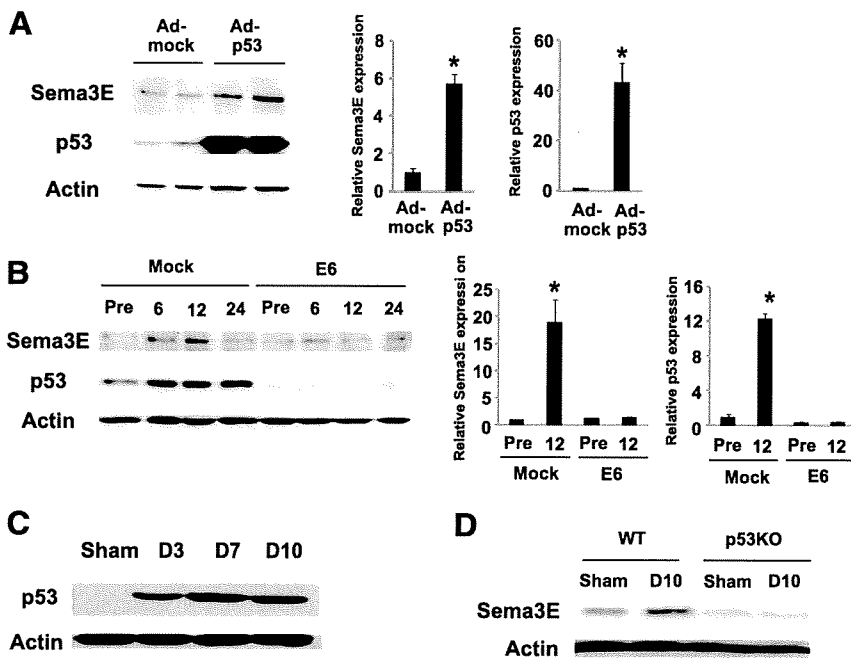 A
Ad-
mock
Ad-
p53
Sema3E
p53
Actin
Relative Sema3E expression
8
6
4
2
0
*
Ad-
mock
Ad-
p53
Relative p53 expression
60
40
20
0
*
Ad-
mock
Ad-
p53
B
Mock
E6
Pre 6 12 24 Pre 6 12 24
Sema3E
p53
Actin
Relative Sema3E expressi on
25
20
15
10
5
0
*
Pre 12 Pre 12
Mock E6
Relative p53 expression
16
12
8
4
0
*
Pre 12 Pre 12
Mock E6
C
Sham D3 D7 D10
p53
Actin
D
WT p53KO
Sham D10 Sham D10
Sema3E
Actin